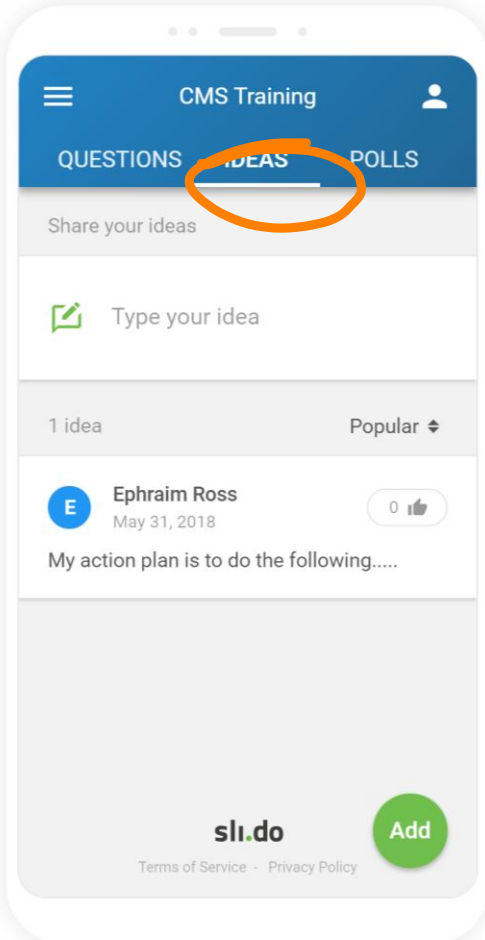 CMS Training
QUESTIONS IDEAS POLLS
Share your ideas
Type your idea
1 idea Popular
E Ephraim Ross
May 31, 2018
0
My action plan is to do the following.....
sli.do
Add
Terms of Service - Privacy Policy